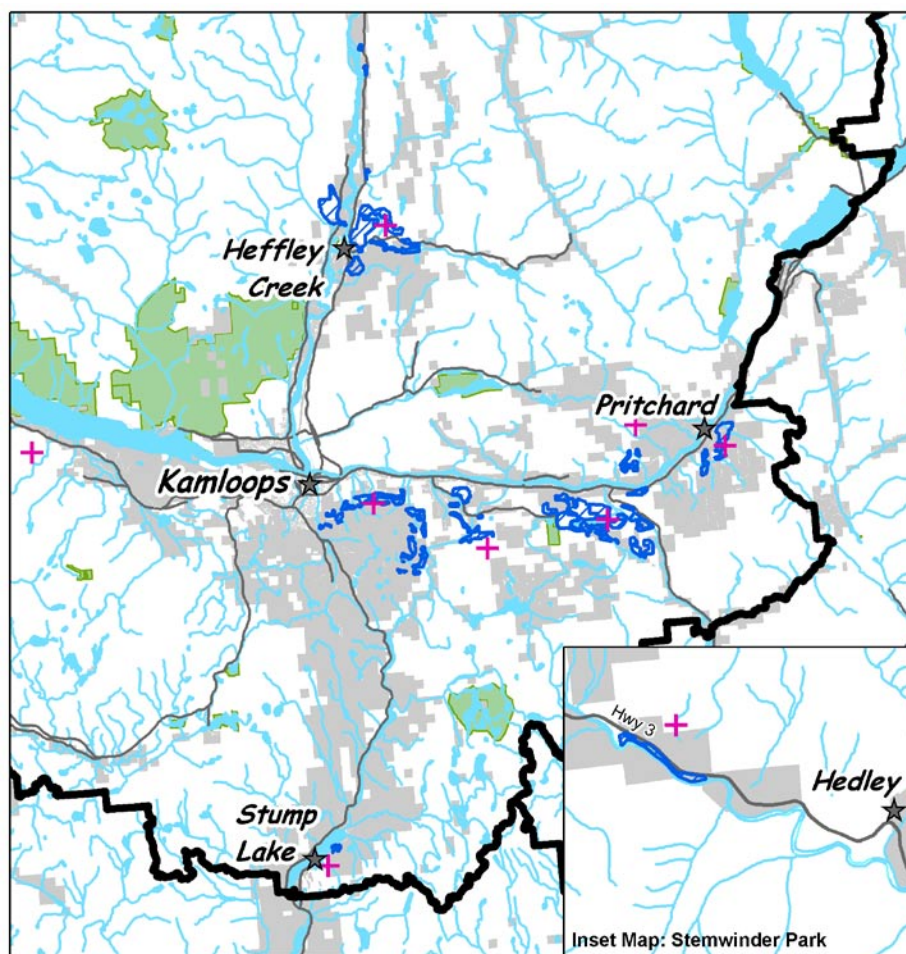 Heffley
Creek
Pritchard
Kamloops
Stump
Lake
Hwy 3
Hedley
Inset Map: Stemwinder Park